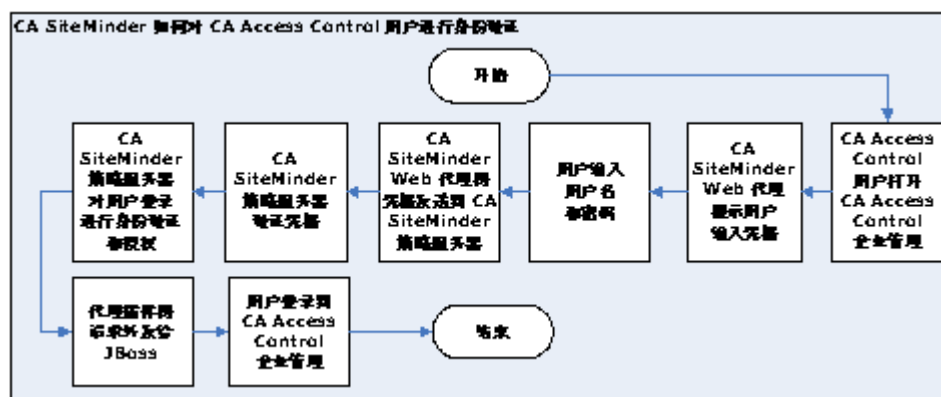 CA SiteMinder 如何对 CA Access Control 用户进行身份验证
开始
CA Access
Control
用户打开
CA Access
Control
企业管理
CA
SiteMinder
Web 代理
提示用户
输入凭据
用户输入
用户名
和密码
CA
SiteMinder
Web 代理将
凭据发送到 CA
SiteMinder
策略服务器
CA
SiteMinder
策略服务器
验证凭据
CA
SiteMinder
策略服务器
对用户登录
进行身份验证
和授权
代理插件将
请求转发给
JBoss
用户登录到
CA Access
Control
企业管理
结束